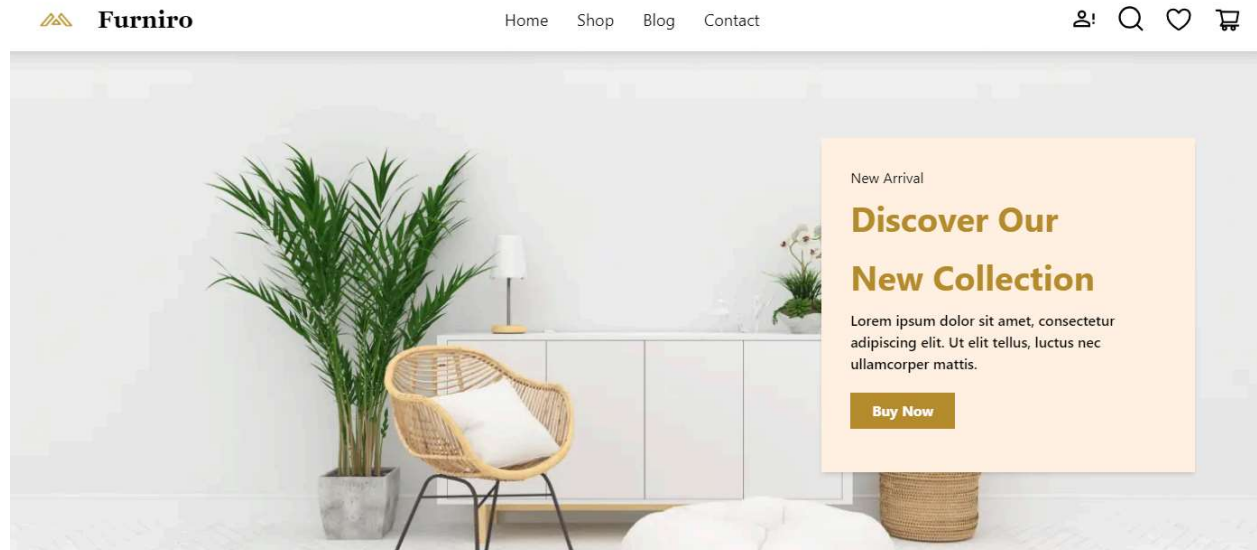 Furniro
Home Shop Blog Contact
New Arrival
Discover Our
New Collection
Lorem ipsum dolor sit amet, consectetur
adipiscing elit. Ut elit tellus, luctus nec
ullamcorper mattis.
Buy Now